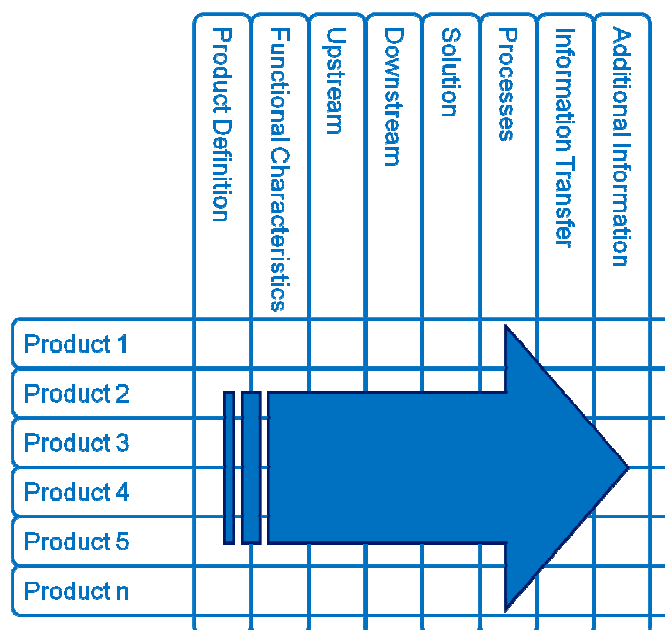 Product Definition
Functional Characteristics
Upstream
Downstream
Solution
Processes
Information Transfer
Additional Information
Product 1
Product 2
Product 3
Product 4
Product 5
Product n